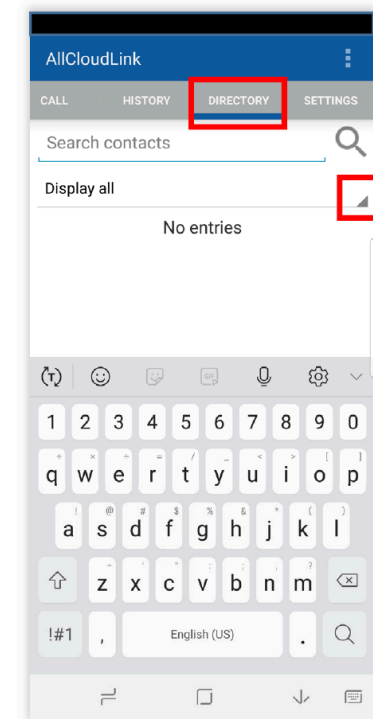 AllCloudLink
CALL HISTORY DIRECTORY SETTINGS
Search contacts
Display all
No entries
1 2 3 4 5 6 7 8 9 0
q w e r t y u i o p
a s d f g h j k l
z x c v b n m
!#1 , English (US) .